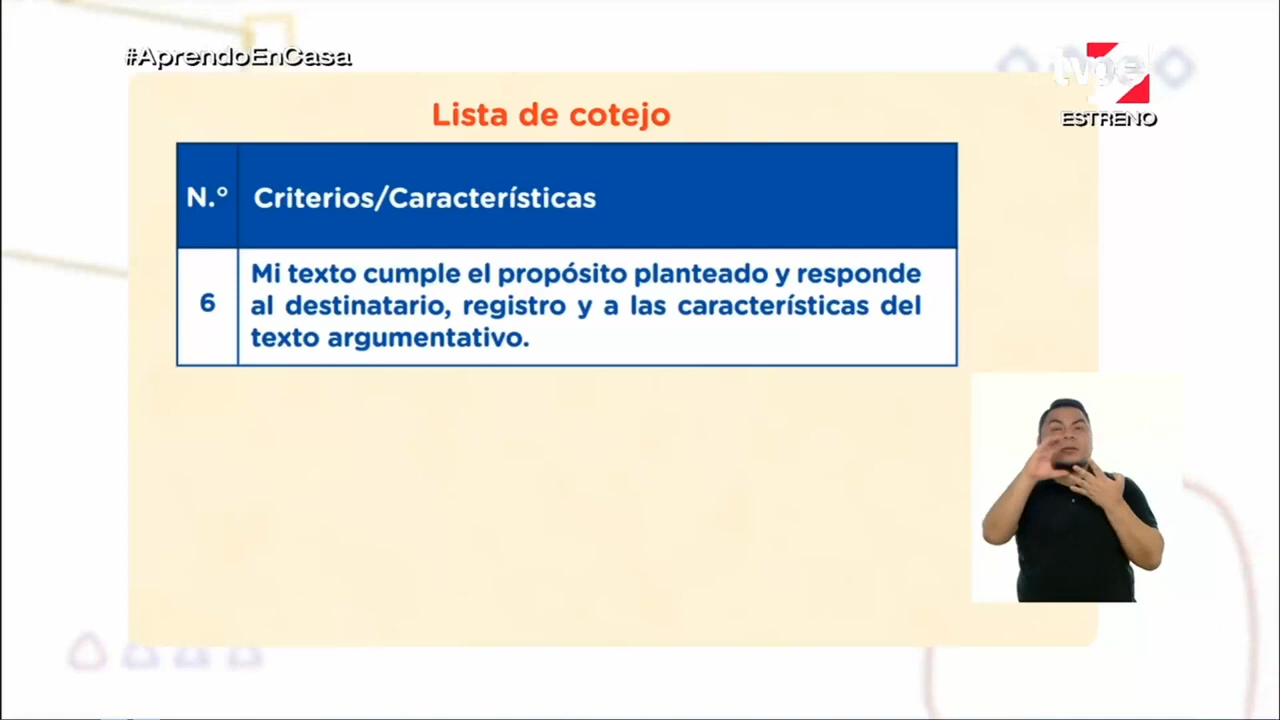 #AprendoEnCasa
tvpe
ESTRENO
Lista de cotejo
N.° Criterios/Características
6
Mi texto cumple el propósito planteado y responde
al destinatario, registro y a las características del
texto argumentativo.